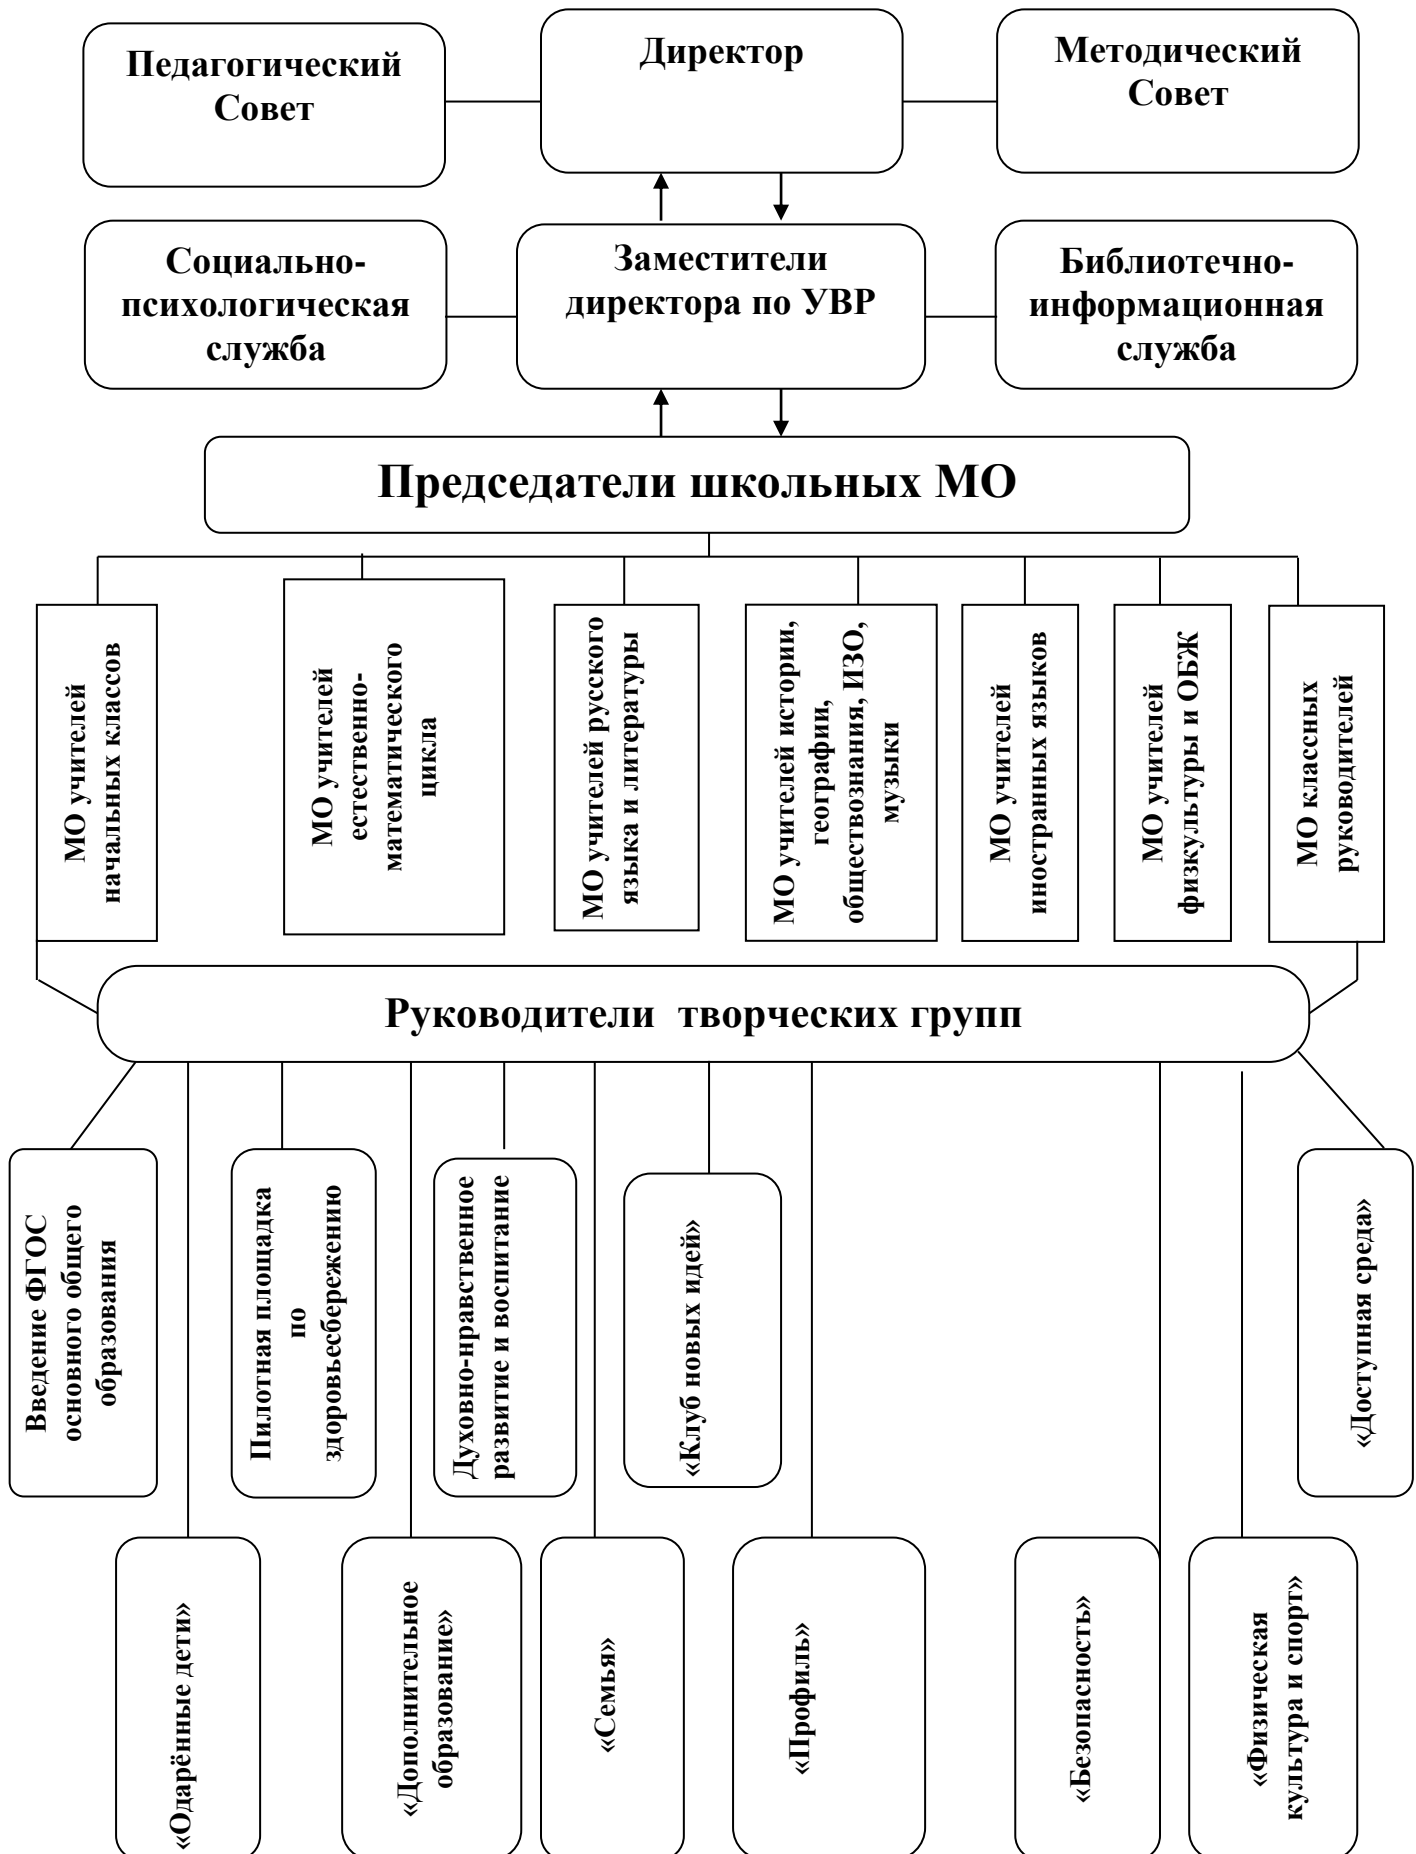 Педагогический
Совет
Директор
Методический
Совет
Социально-
психологическая
служба
Заместители
директора по УВР
Библиотечно-
информационная
служба
Председатели школьных МО
МО учителей
начальных классов
МО учителей
естественно-
математического
цикла
МО учителей русского
языка и литературы
МО учителей истории,
географии,
обществознания, ИЗО,
музыки
МО учителей
иностранных языков
МО учителей
физкультуры и ОБЖ
МО классных
руководителей
Руководители творческих групп
Введение ФГОС
основного общего
образования
Пилотная площадка
по
здоровьесбережению
Духовно-нравственное
развитие и воспитание
«Клуб новых идей»
«Доступная среда»
«Одарённые дети»
«Дополнительное
образование»
«Семья»
«Профиль»
«Безопасность»
«Физическая
культура и спорт»